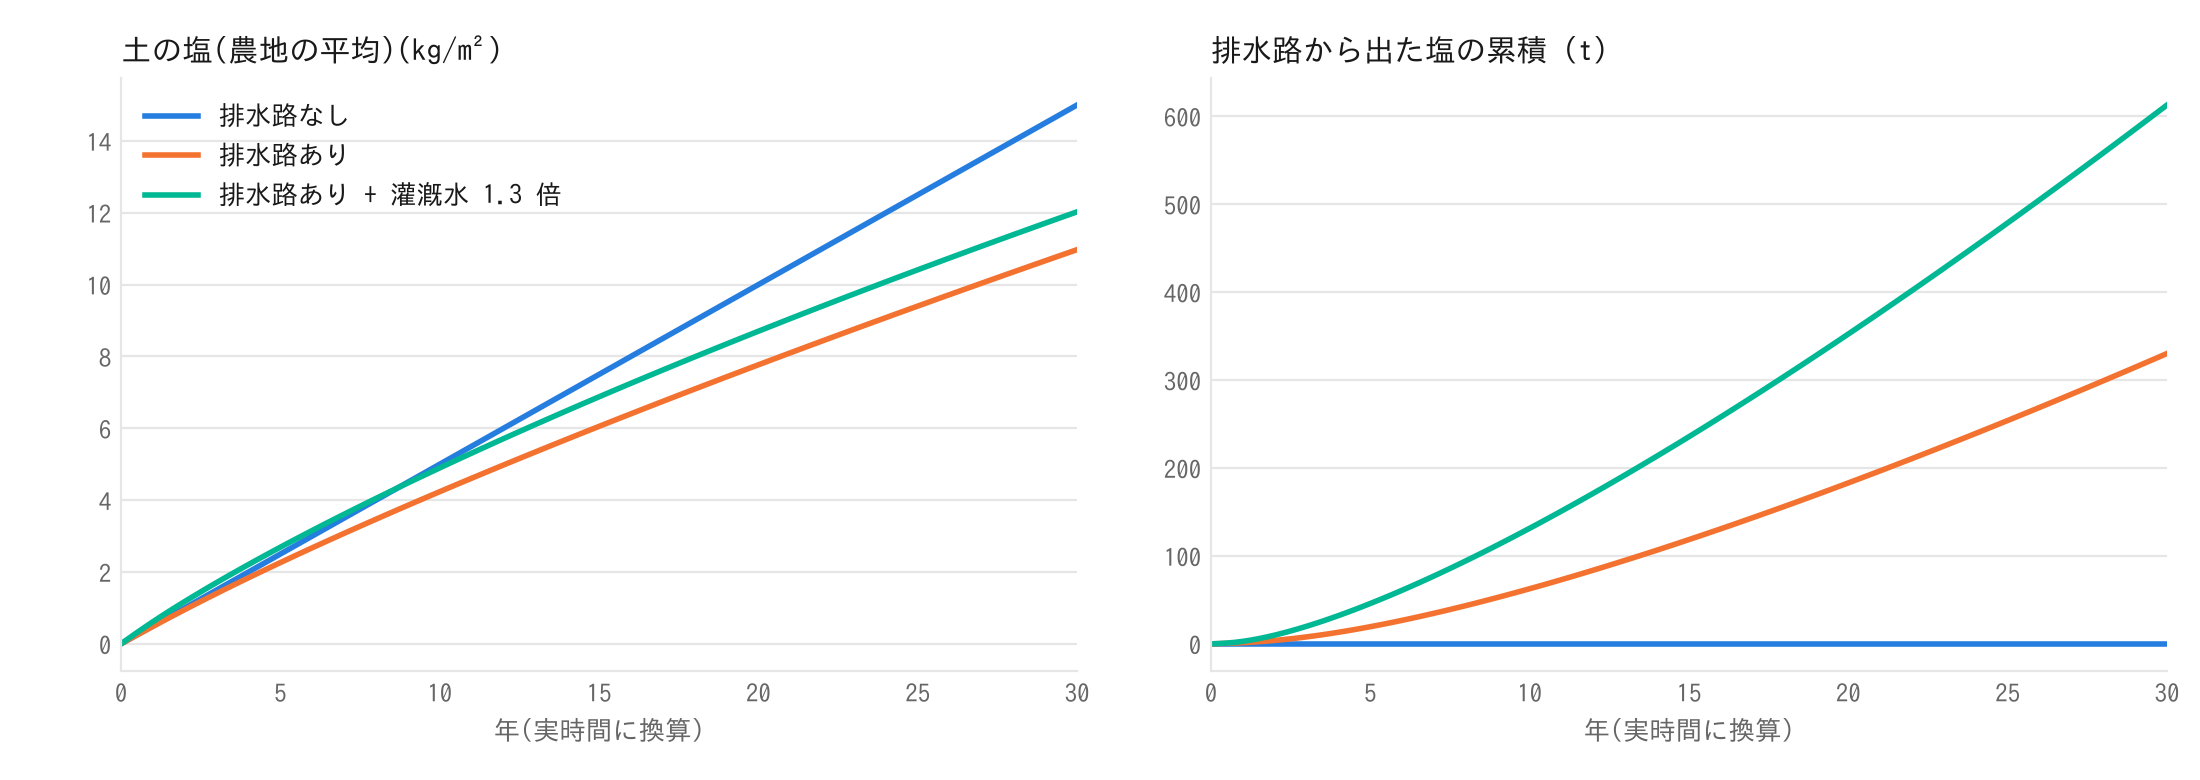 土の塩(農地の平均)(kg/m²)
排水路なし
排水路あり
排水路あり + 灌漑水 1.3 倍
14
12
10
8
6
4
2
0
0 5 10 15 20 25 30
年(実時間に換算)
排水路から出た塩の累積 (t)
600
500
400
300
200
100
0
0 5 10 15 20 25 30
年(実時間に換算)